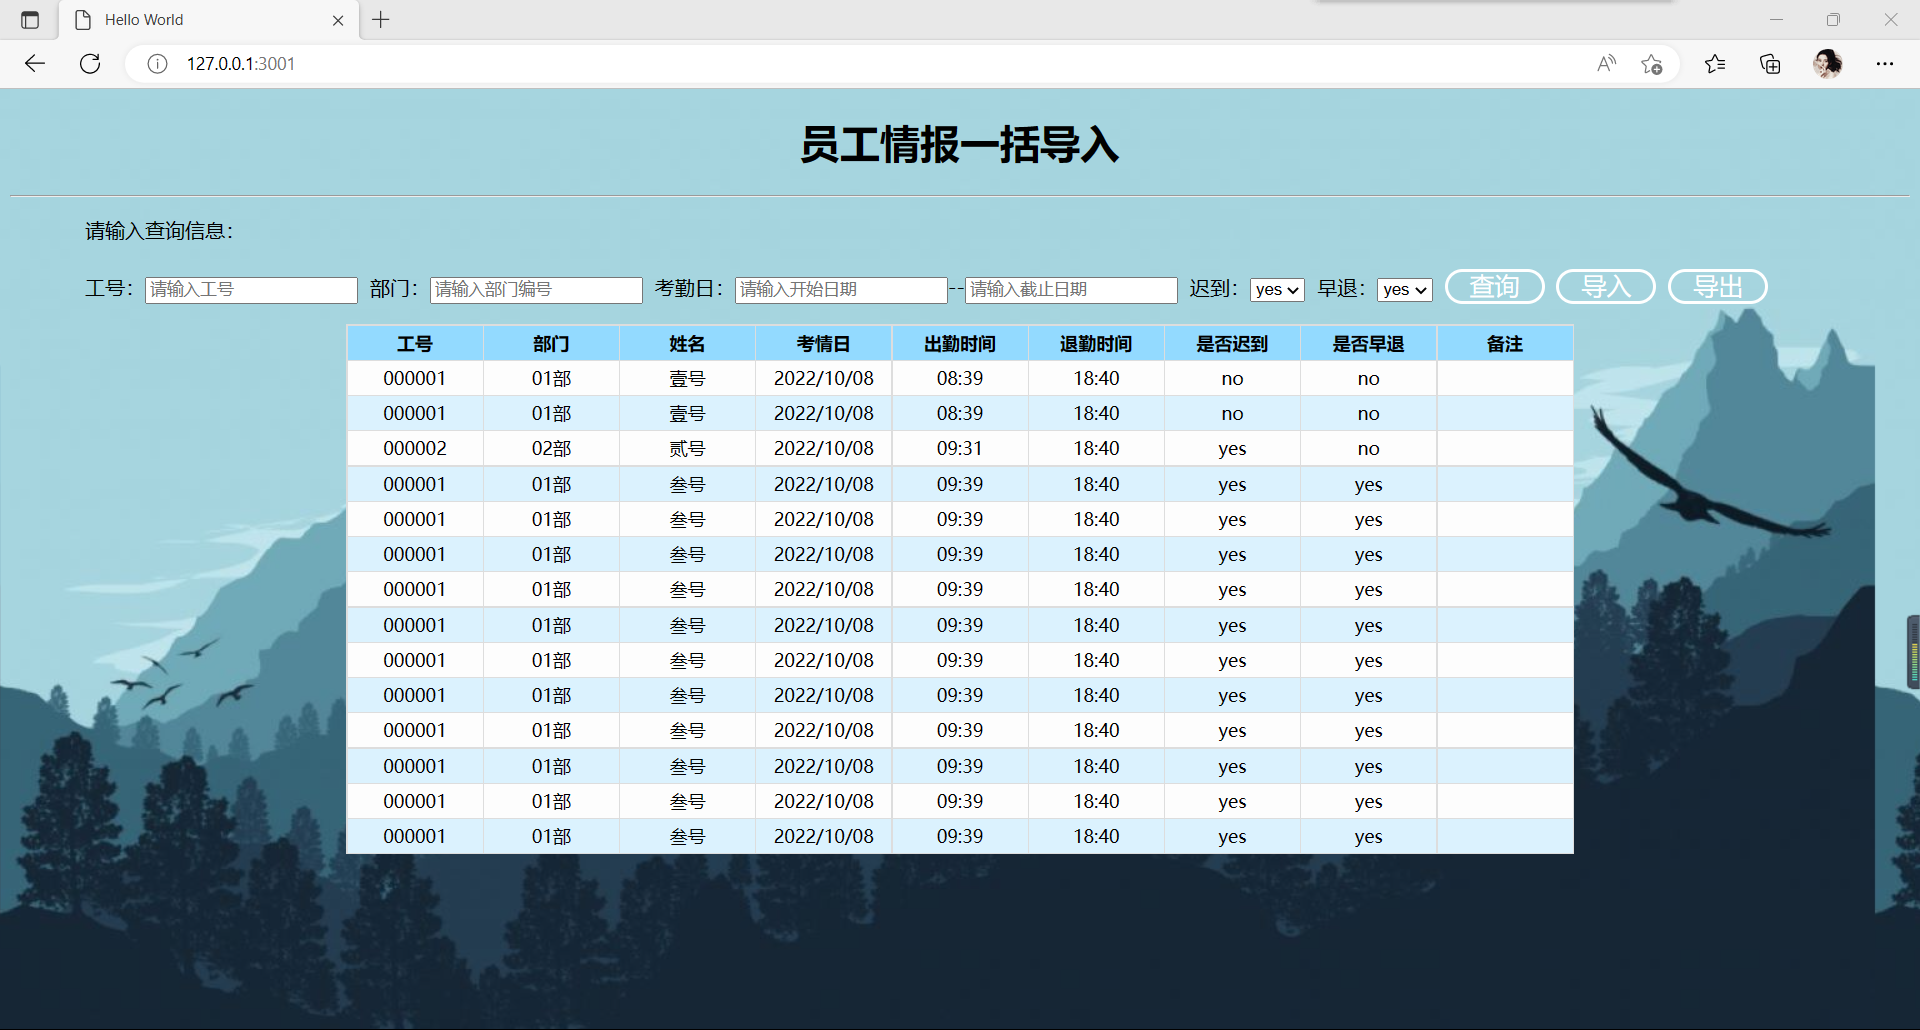 Hello World
127.0.0.1:3001
员工情报一括导入
请输入查询信息：
工号： 请输入工号 部门： 请输入部门编号 考勤日： 请输入开始日期 -- 请输入截止日期 迟到： yes 早退： yes 查询 导入 导出
工号 部门 姓名 考情日 出勤时间 退勤时间 是否迟到 是否早退 备注
000001 01部 壹号 2022/10/08 08:39 18:40 no no
000001 01部 壹号 2022/10/08 08:39 18:40 no no
000002 02部 贰号 2022/10/08 09:31 18:40 yes no
000001 01部 叁号 2022/10/08 09:39 18:40 yes yes
000001 01部 叁号 2022/10/08 09:39 18:40 yes yes
000001 01部 叁号 2022/10/08 09:39 18:40 yes yes
000001 01部 叁号 2022/10/08 09:39 18:40 yes yes
000001 01部 叁号 2022/10/08 09:39 18:40 yes yes
000001 01部 叁号 2022/10/08 09:39 18:40 yes yes
000001 01部 叁号 2022/10/08 09:39 18:40 yes yes
000001 01部 叁号 2022/10/08 09:39 18:40 yes yes
000001 01部 叁号 2022/10/08 09:39 18:40 yes yes
000001 01部 叁号 2022/10/08 09:39 18:40 yes yes
000001 01部 叁号 2022/10/08 09:39 18:40 yes yes